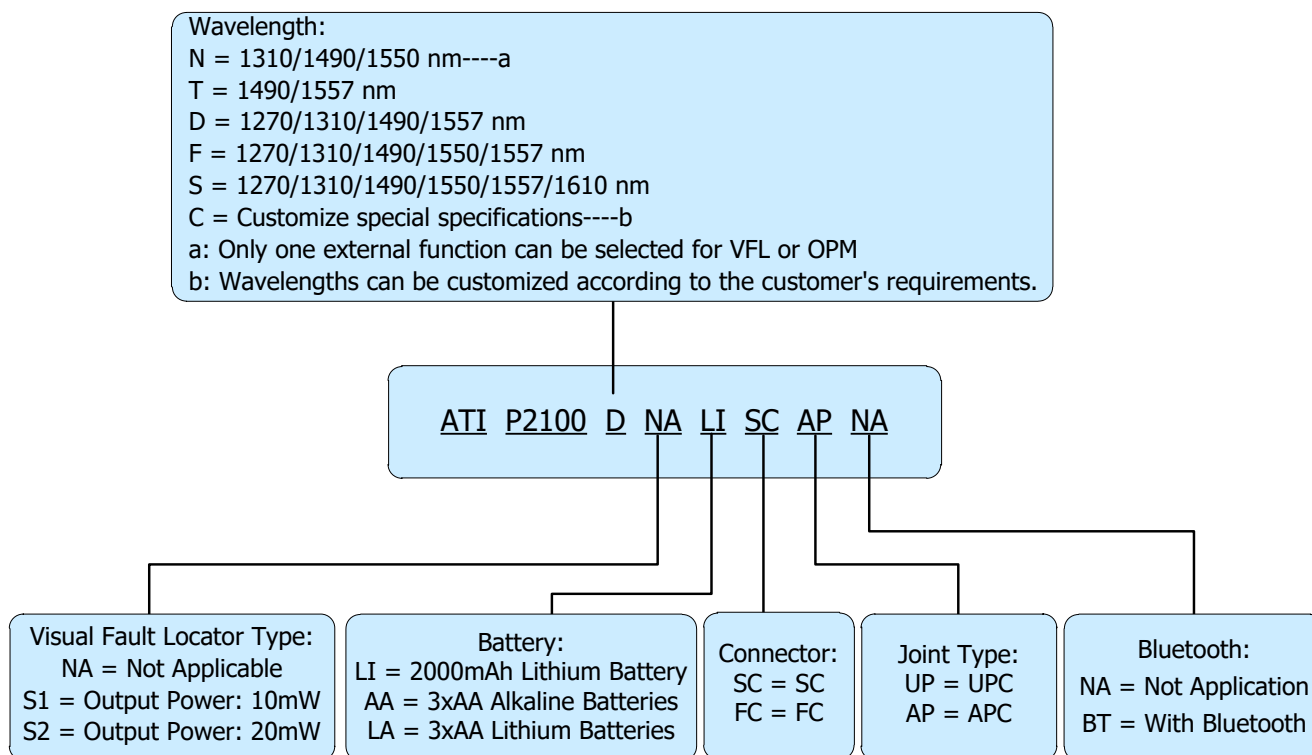 Wavelength:
N = 1310/1490/1550 nm----a
T = 1490/1557 nm
D = 1270/1310/1490/1557 nm
F = 1270/1310/1490/1550/1557 nm
S = 1270/1310/1490/1550/1557/1610 nm
C = Customize special specifications----b
a: Only one external function can be selected for VFL or OPM
b: Wavelengths can be customized according to the customer's requirements.
ATI P2100 D NA LI SC AP NA
Visual Fault Locator Type:
NA = Not Applicable
S1 = Output Power: 10mW
S2 = Output Power: 20mW
Battery:
LI = 2000mAh Lithium Battery
AA = 3xAA Alkaline Batteries
LA = 3xAA Lithium Batteries
Connector:
SC = SC
FC = FC
Joint Type:
UP = UPC
AP = APC
Bluetooth:
NA = Not Application
BT = With Bluetooth